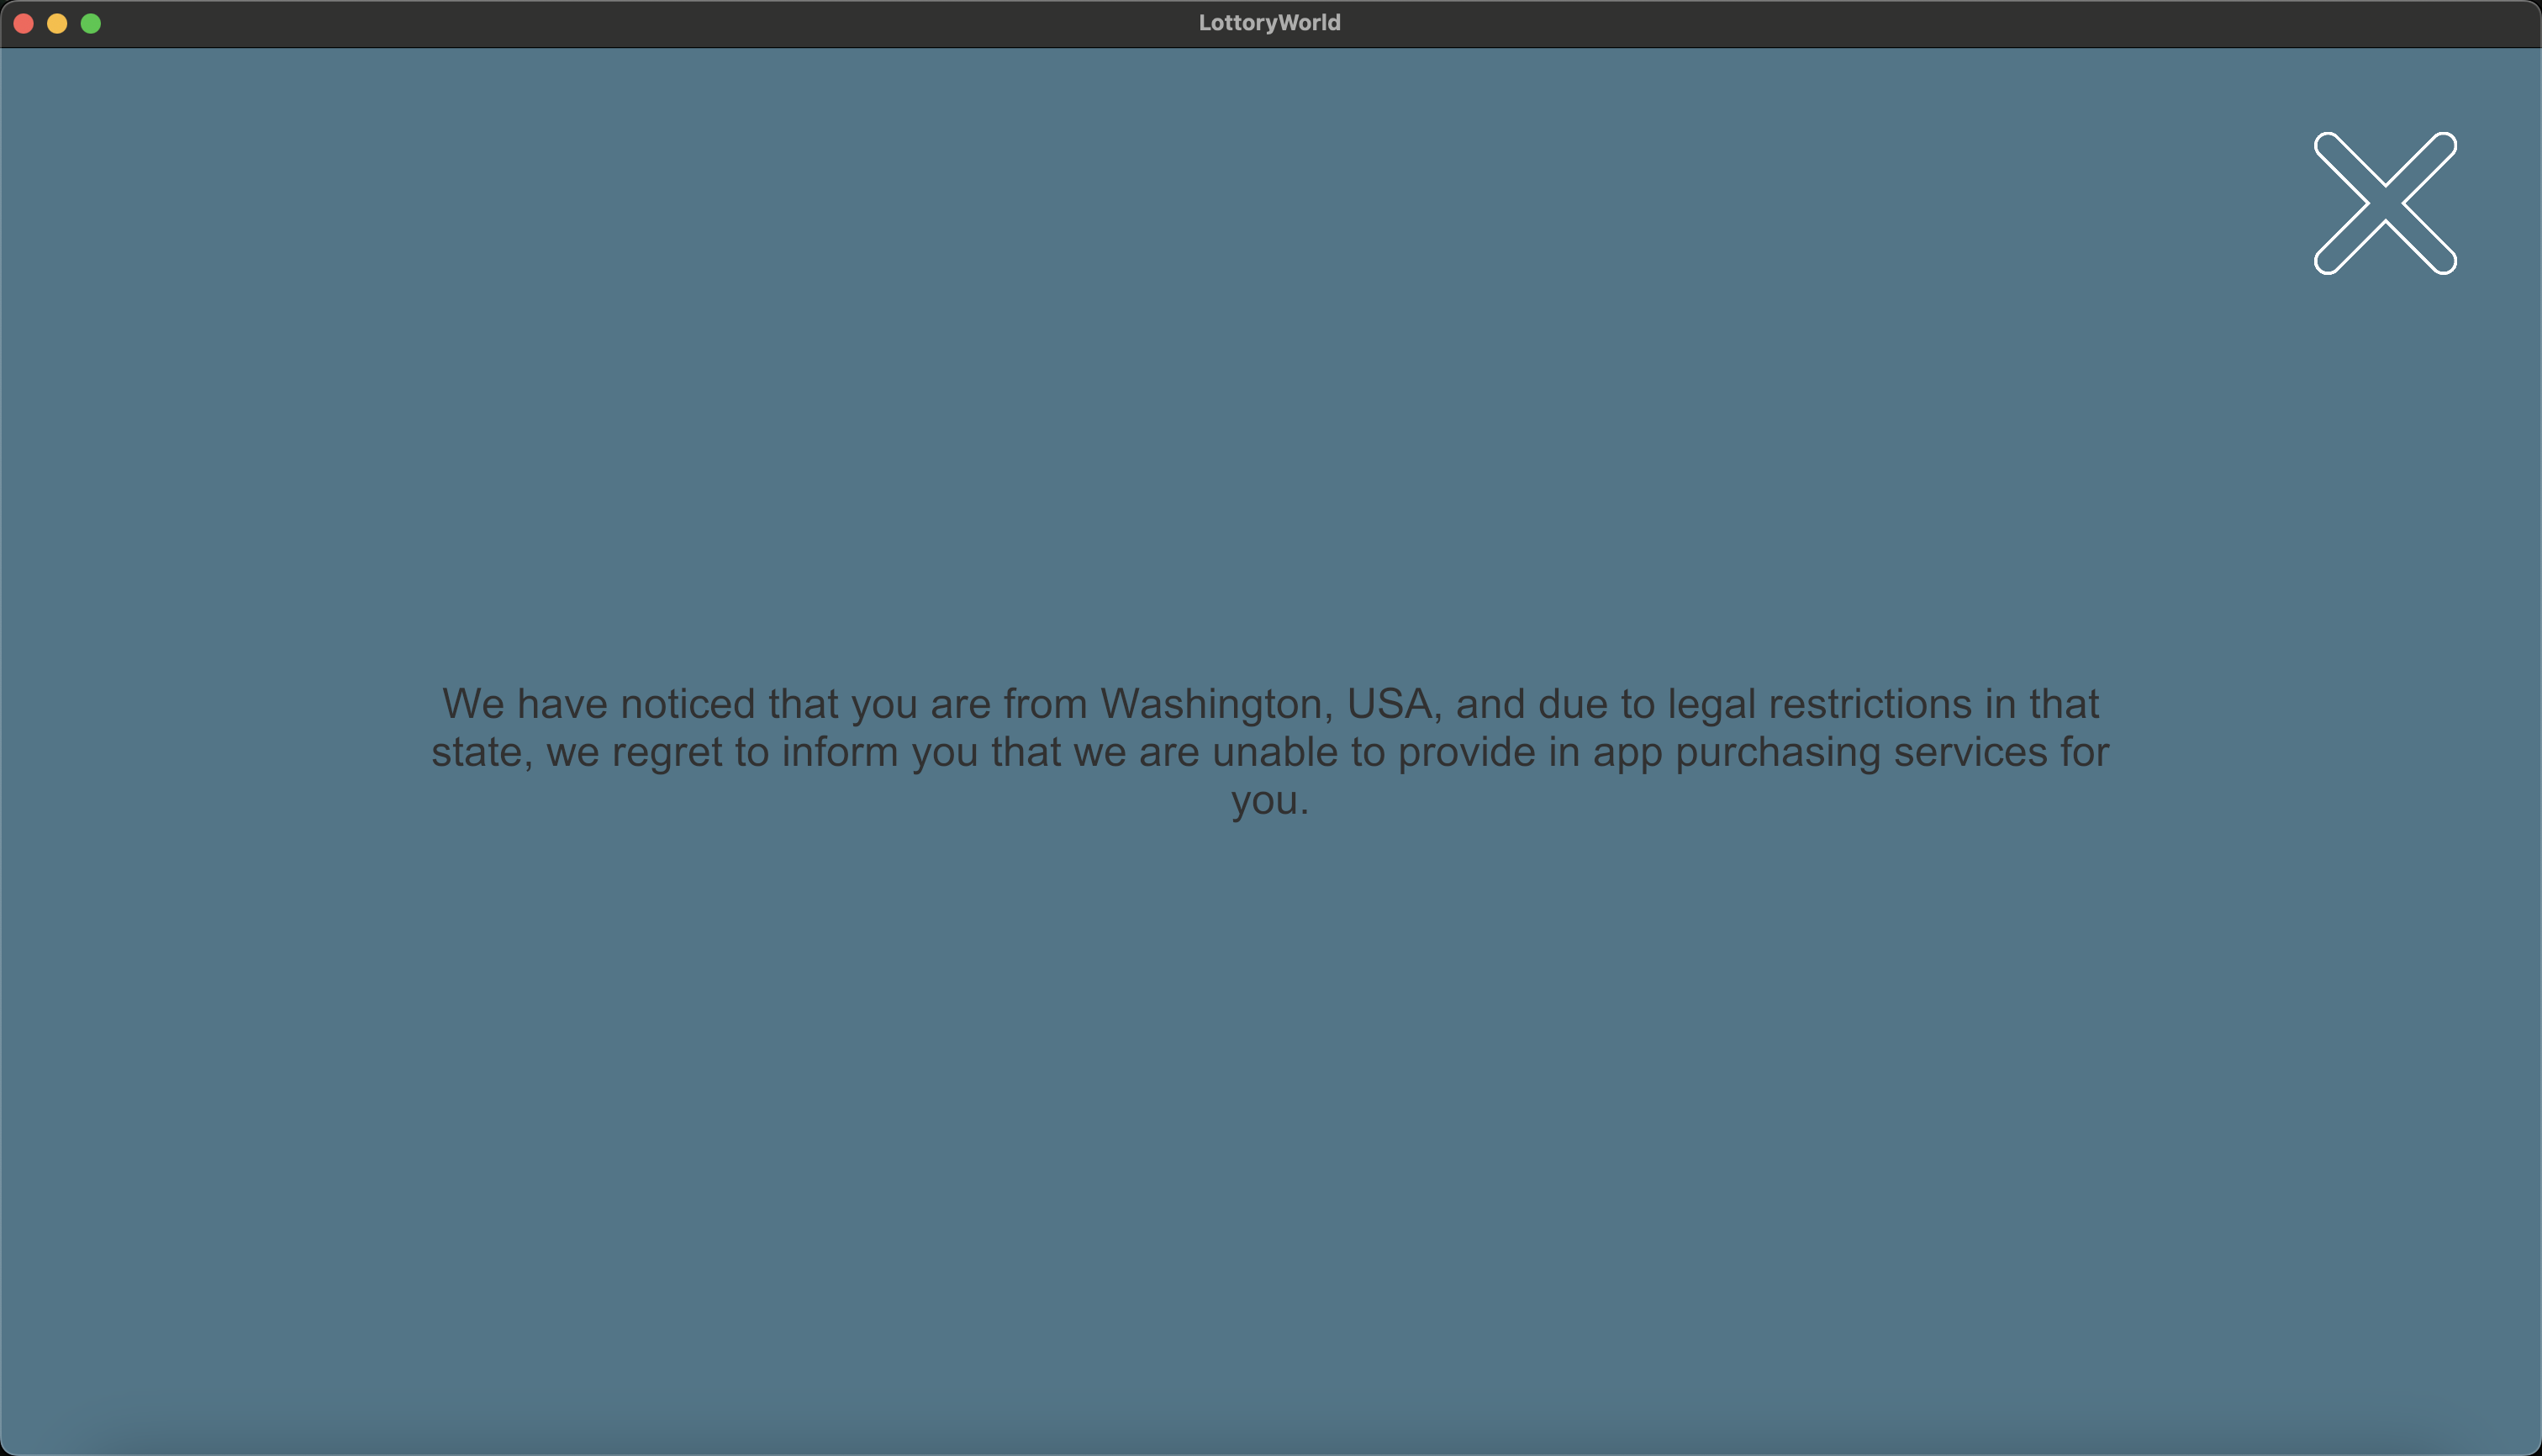 LottoryWorld
We have noticed that you are from Washington, USA, and due to legal restrictions in that
state, we regret to inform you that we are unable to provide in app purchasing services for
you.